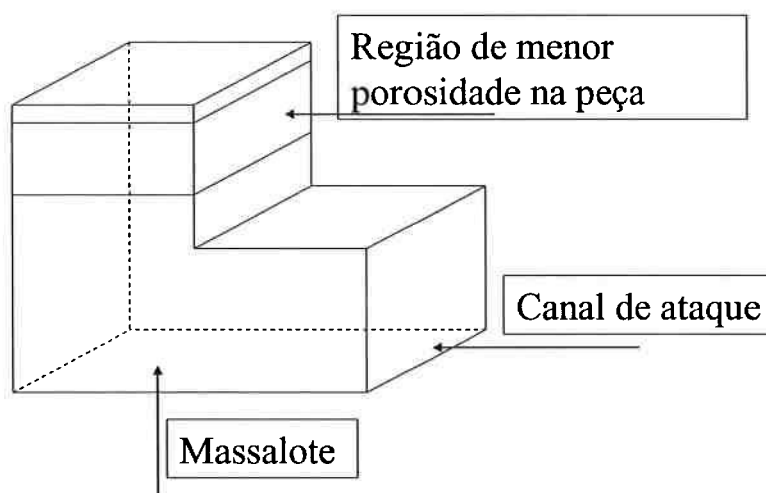 Região de menor
porosidade na peça
Canal de ataque
Massalote